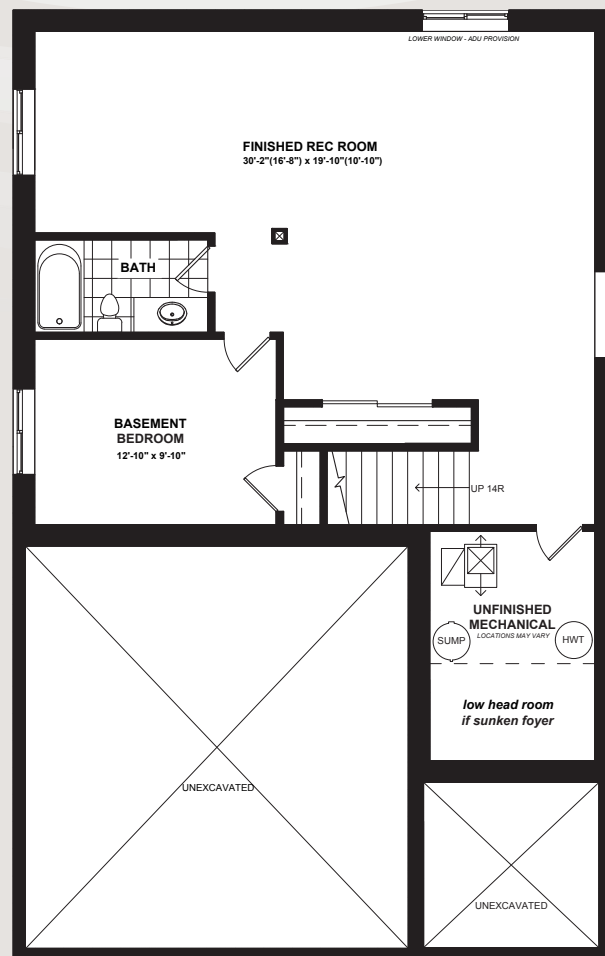 LOWER WINDOW - ADU PROVISION
FINISHED REC ROOM
30'-2"(16'-8") x 19'-10"(10'-10")
BATH
BASEMENT
BEDROOM
12'-10" x 9'-10"
UP 14R
UNFINISHED
MECHANICAL
LOCATIONS MAY VARY
SUMP
HWT
low head room
if sunken foyer
UNEXCAVATED
UNEXCAVATED